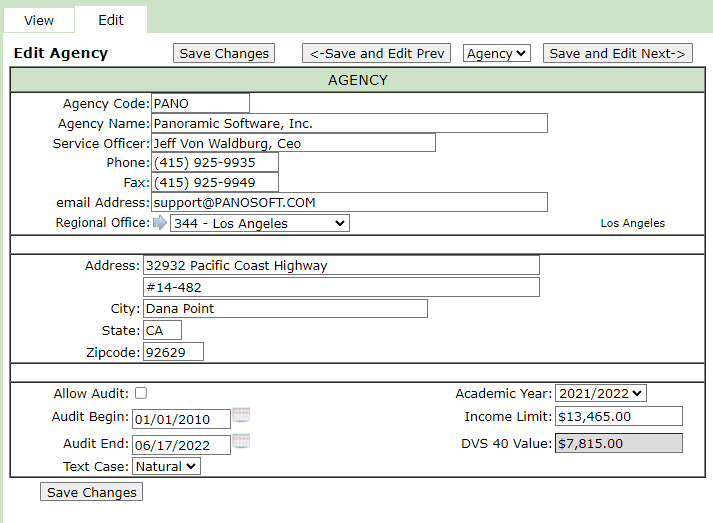 View Edit
Edit Agency Save Changes <-Save and Edit Prev Agency Save and Edit Next->
AGENCY
Agency Code: PANO
Agency Name: Panoramic Software, Inc.
Service Officer: Jeff Von Waldburg, Ceo
Phone: (415) 925-9935
Fax: (415) 925-9949
email Address: support@PANOSOFT.COM
Regional Office: 344 - Los Angeles Los Angeles
Address: 32932 Pacific Coast Highway
#14-482
City: Dana Point
State: CA
Zipcode: 92629
Allow Audit: Academic Year: 2021/2022
Audit Begin: 01/01/2010 Income Limit: $13,465.00
Audit End: 06/17/2022 DVS 40 Value: $7,815.00
Text Case: Natural
Save Changes